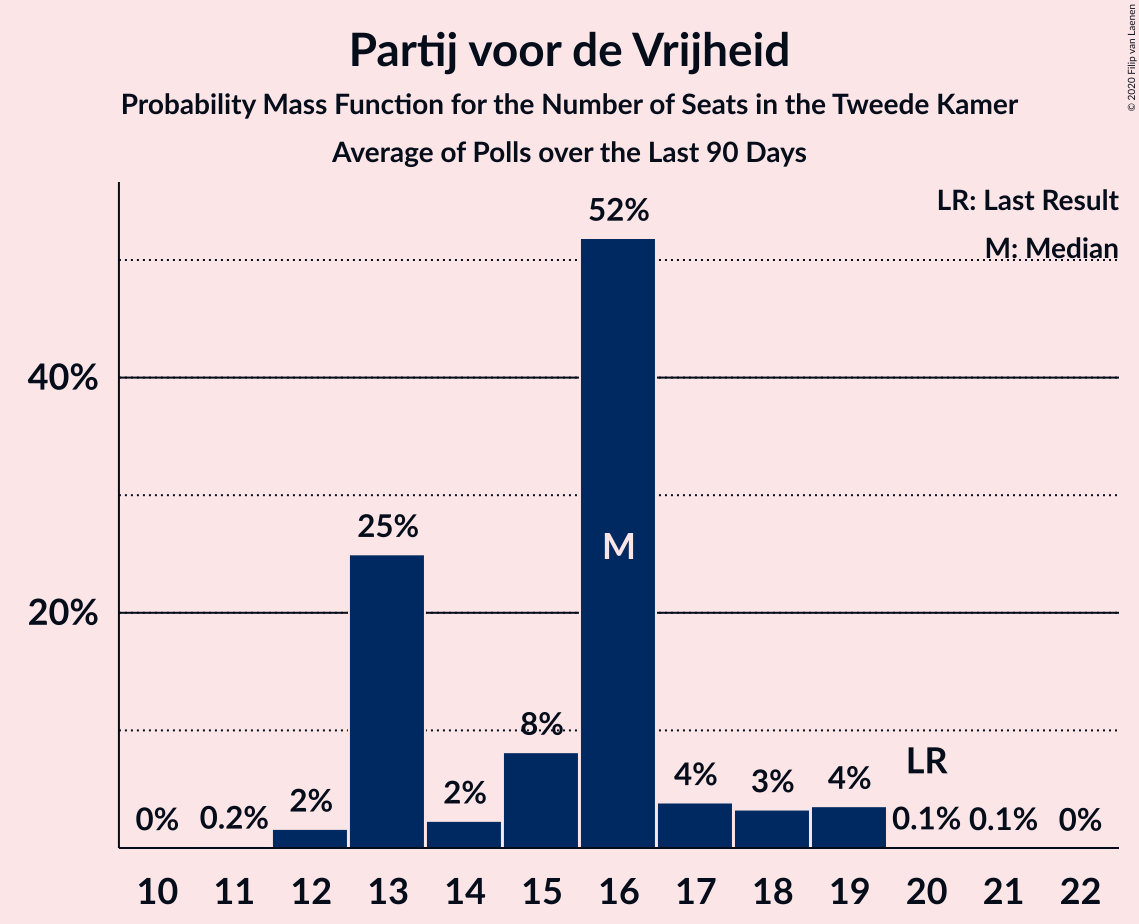 Partij voor de Vrijheid
Probability Mass Function for the Number of Seats in the Tweede Kamer
Average of Polls over the Last 90 Days
© 2020 Filip van Laenen
LR: Last Result
M: Median
52%
40%
25%
M
20%
8%
LR
4%
3%
4%
2%
2%
0%
0.2%
0.1%
0.1%
0%
10 11 12 13 14 15 16 17 18 19 20 21 22